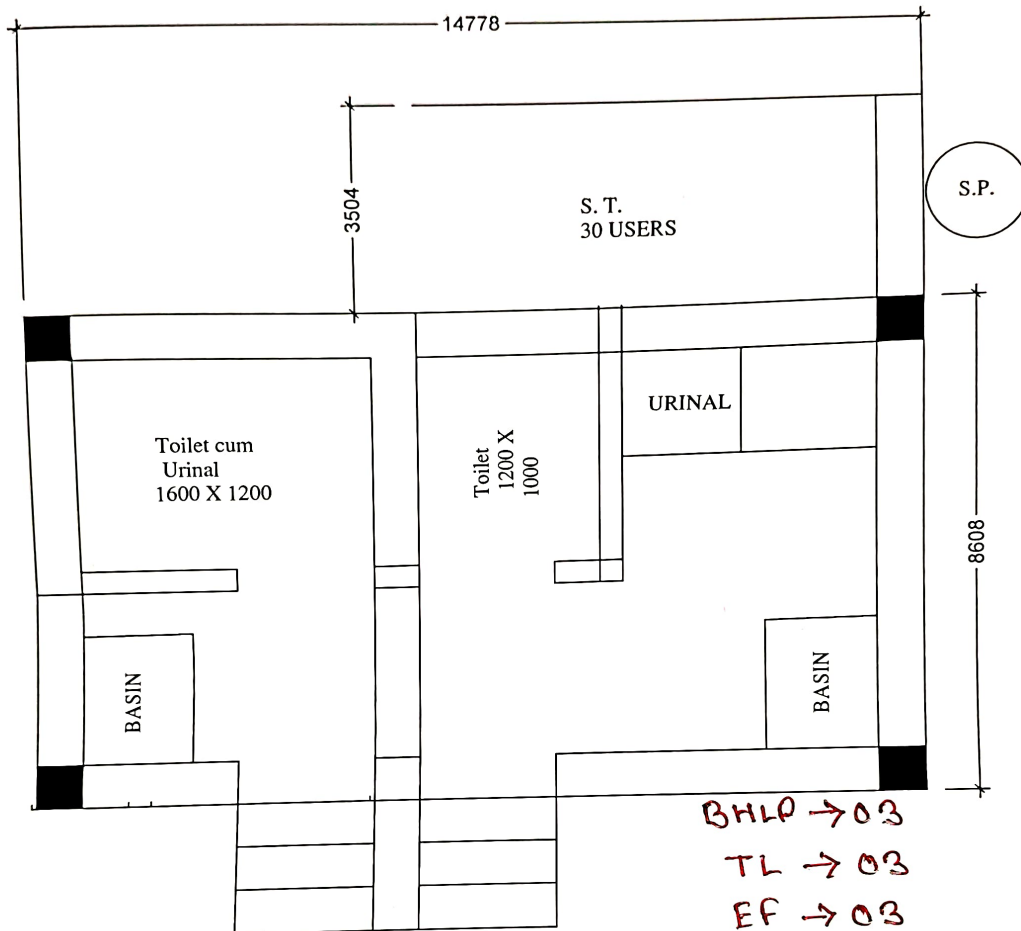 14778
3504
S. T.
30 USERS
S.P.
Toilet cum
Urinal
1600 X 1200
Toilet
1200 X
1000
URINAL
8608
BASIN
BASIN
BHLP → 03
TL → 03
EF → 03